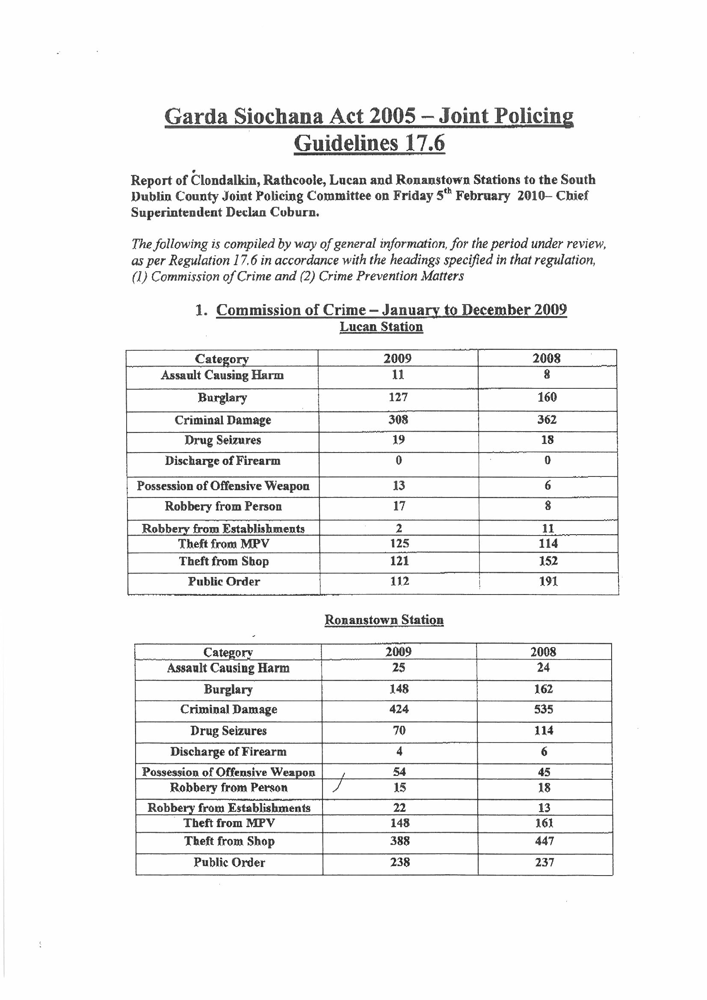 Garda Siochana Act 2005 – Joint Policing
Guidelines 17.6
Report of Clondalkin, Rathcoole, Lucan and Ronanstown Stations to the South
Dublin County Joint Policing Committee on Friday 5th February 2010– Chief
Superintendent Declan Coburn.
The following is compiled by way of general information, for the period under review,
as per Regulation 17.6 in accordance with the headings specified in that regulation,
(1) Commission of Crime and (2) Crime Prevention Matters
1. Commission of Crime – January to December 2009
Lucan Station
Category 2009 2008
Assault Causing Harm 11 8
Burglary 127 160
Criminal Damage 308 362
Drug Seizures 19 18
Discharge of Firearm 0 0
Possession of Offensive Weapon 13 6
Robbery from Person 17 8
Robbery from Establishments 2 11
Theft from MPV 125 114
Theft from Shop 121 152
Public Order 112 191
Ronanstown Station
Category 2009 2008
Assault Causing Harm 25 24
Burglary 148 162
Criminal Damage 424 535
Drug Seizures 70 114
Discharge of Firearm 4 6
Possession of Offensive Weapon 54 45
Robbery from Person 15 18
Robbery from Establishments 22 13
Theft from MPV 148 161
Theft from Shop 388 447
Public Order 238 237